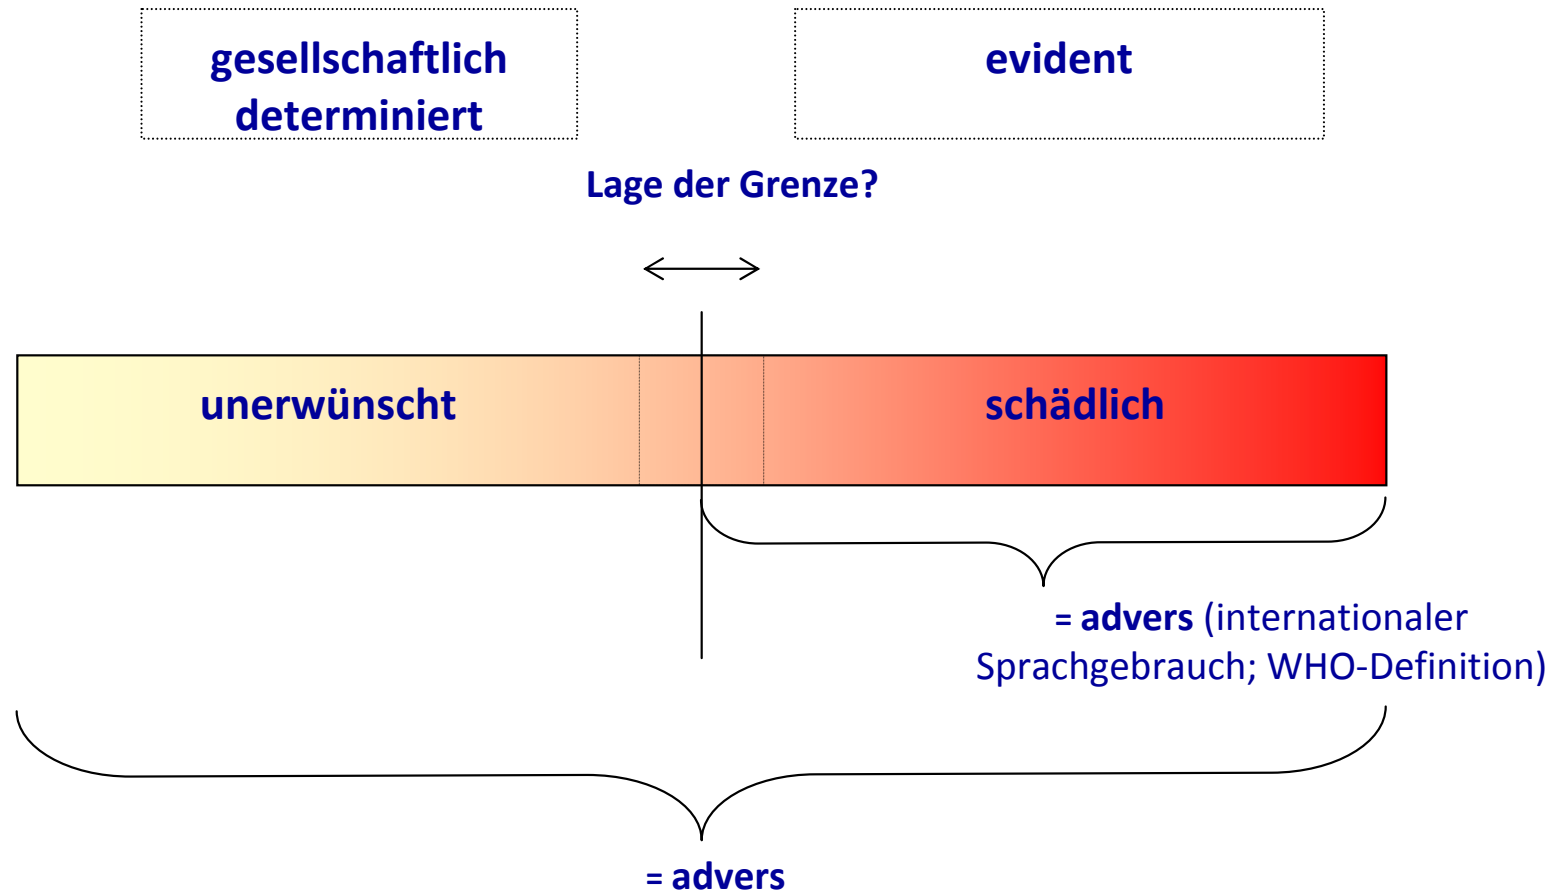 gesellschaftlich
determiniert
evident
Lage der Grenze?
unerwünscht
schädlich
= advers (internationaler
Sprachgebrauch; WHO-Definition)
= advers